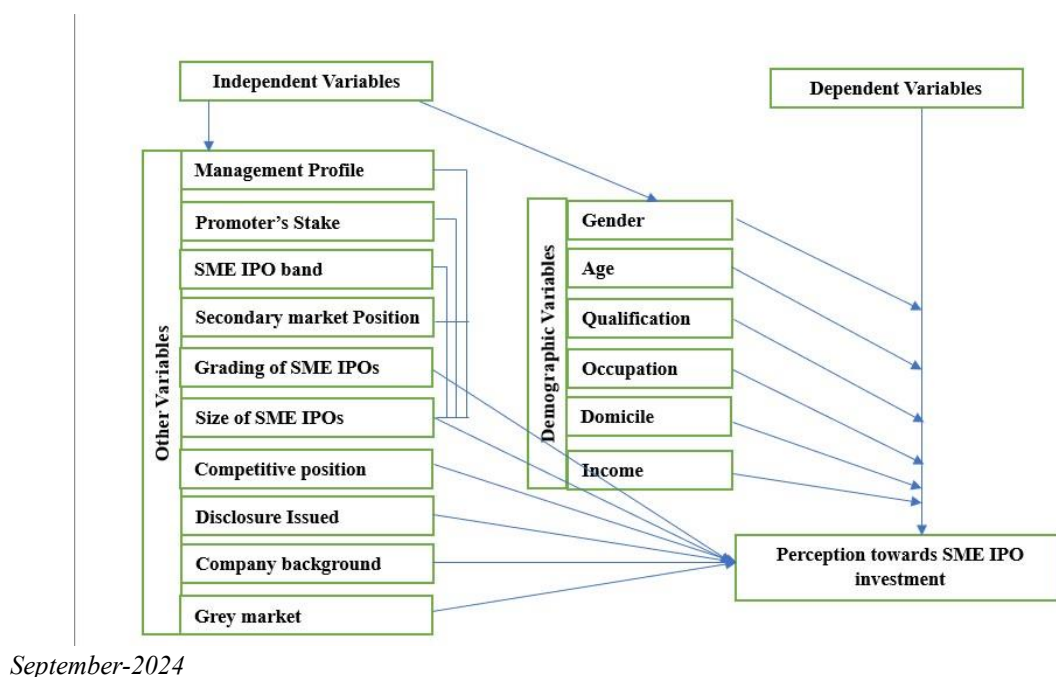 Independent Variables
Dependent Variables
Other Variables
Management Profile
Promoter’s Stake
SME IPO band
Secondary market Position
Grading of SME IPOs
Size of SME IPOs
Competitive position
Disclosure Issued
Company background
Grey market
Demographic Variables
Gender
Age
Qualification
Occupation
Domicile
Income
Perception towards SME IPO
investment
September-2024